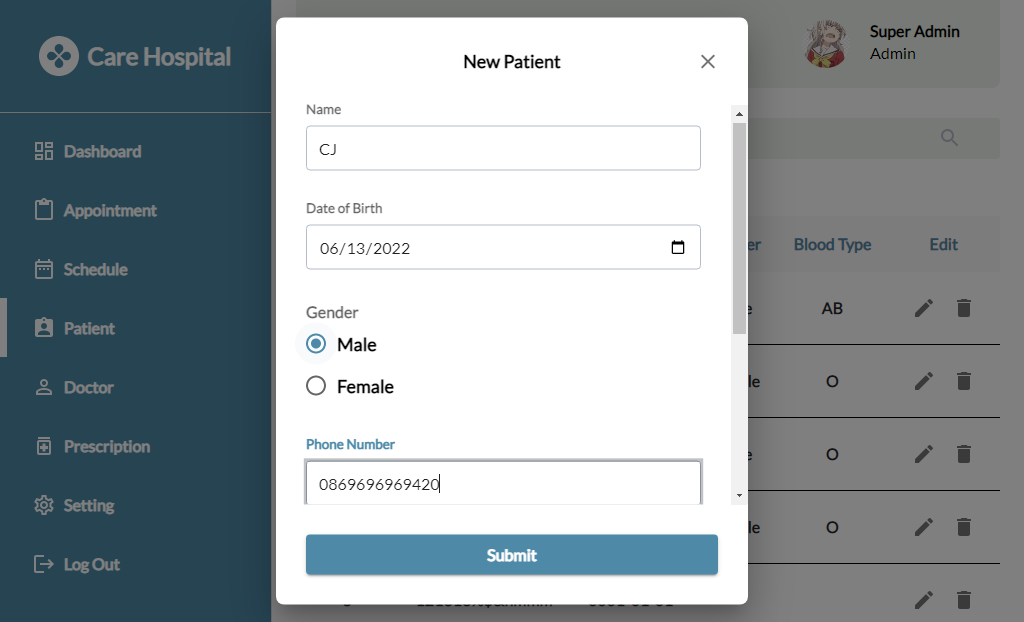 Care Hospital
Dashboard
Appointment
Schedule
Patient
Doctor
Prescription
Setting
Log Out
New Patient
Name
CJ
Date of Birth
06/13/2022
Gender
Male
Female
Phone Number
0869696969420
Submit
Super Admin
Admin
er Blood Type Edit
e AB
le O
e O
le O